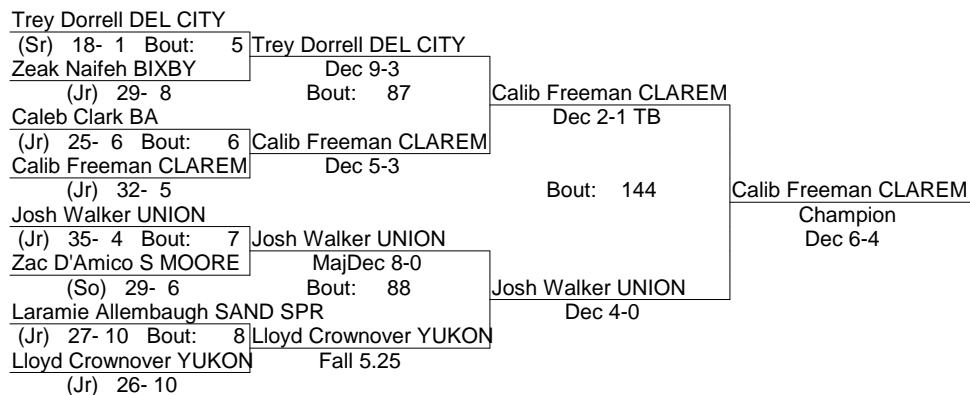 Trey Dorrell DEL CITY
(Sr) 18- 1 Bout: 5 Trey Dorrell DEL CITY
Zeak Naifeh BIXBY Dec 9-3
(Jr) 29- 8 Bout: 87 Calib Freeman CLAREM
Caleb Clark BA Dec 2-1 TB
(Jr) 25- 6 Bout: 6 Calib Freeman CLAREM
Calib Freeman CLAREM Dec 5-3
(Jr) 32- 5 Bout: 144 Calib Freeman CLAREM
Josh Walker UNION Champion
(Jr) 35- 4 Bout: 7 Josh Walker UNION Dec 6-4
Zac D'Amico S MOORE MajDec 8-0
(So) 29- 6 Bout: 88 Josh Walker UNION
Laramie Allembaugh SAND SPR Dec 4-0
(Jr) 27- 10 Bout: 8 Lloyd Crownover YUKON
Lloyd Crownover YUKON Fall 5.25
(Jr) 26- 10